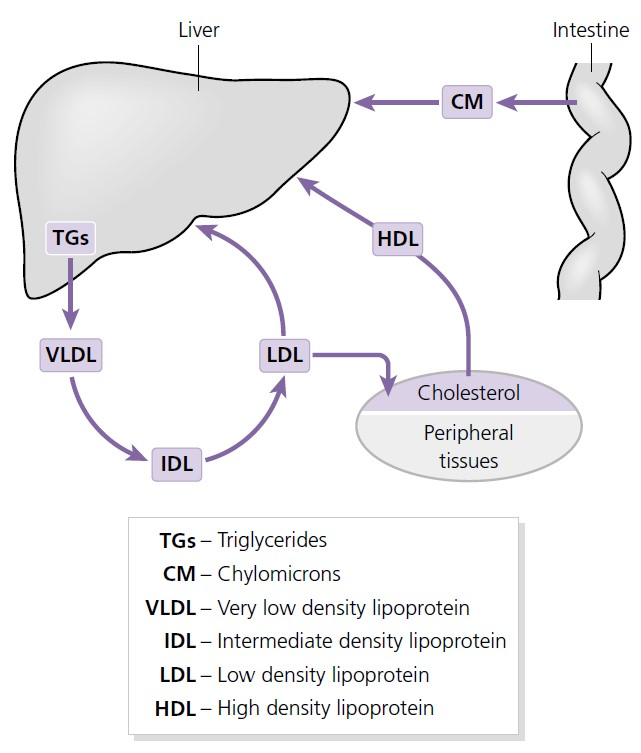 Liver
Intestine
CM
TGs
HDL
VLDL
LDL
Cholesterol
Peripheral
tissues
IDL
TGs – Triglycerides
CM – Chylomicrons
VLDL – Very low density lipoprotein
IDL – Intermediate density lipoprotein
LDL – Low density lipoprotein
HDL – High density lipoprotein